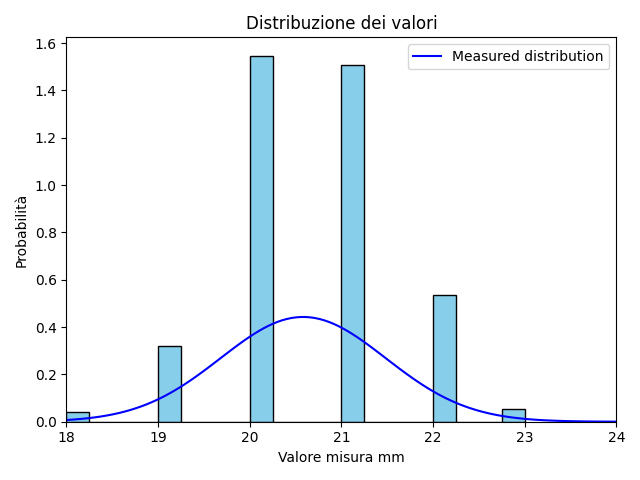 Distribuzione dei valori
Measured distribution
Probabilità
1.6
1.4
1.2
1.0
0.8
0.6
0.4
0.2
0.0
18 19 20 21 22 23 24
Valore misura mm